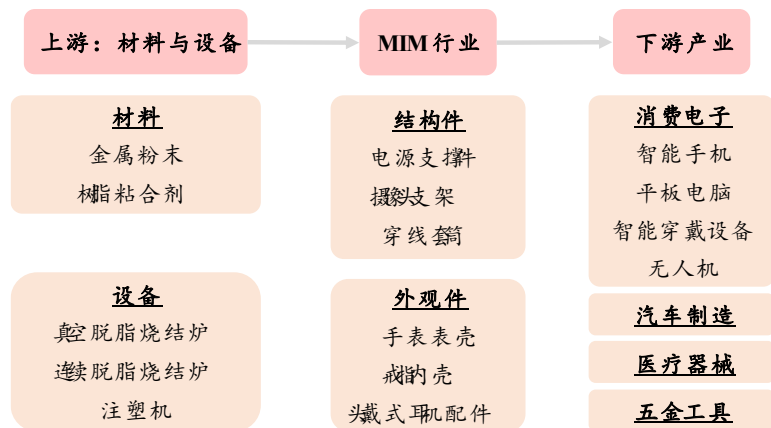 上游：材料与设备
MIM行业
下游产业
材料
金属粉末
树脂粘合剂
设备
真空脱脂烧结炉
连续脱脂烧结炉
注塑机
结构件
电源支撑件
摄像头支架
穿线套筒
外观件
手表表壳
戒指内壳
头戴式耳机配件
消费电子
智能手机
平板电脑
智能穿戴设备
无人机
汽车制造
医疗器械
五金工具